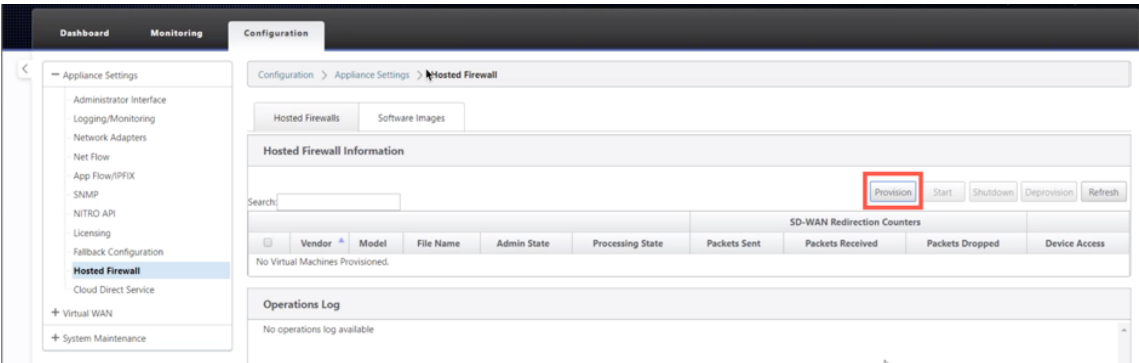 Dashboard Monitoring Configuration
Appliance Settings
Administrator Interface
Logging/Monitoring
Network Adapters
Net Flow
App Flow/IPFIX
SNMP
NITRO API
Licensing
Fallback Configuration
Hosted Firewall
Cloud Direct Service
Virtual WAN
System Maintenance
Configuration > Appliance Settings > Hosted Firewall
Hosted Firewalls Software Images
Hosted Firewall Information
Provision Start Shutdown Deprovision Refresh
Search:
SD-WAN Redirection Counters
Vendor Model File Name Admin State Processing State Packets Sent Packets Received Packets Dropped Device Access
No Virtual Machines Provisioned.
Operations Log
No operations log available